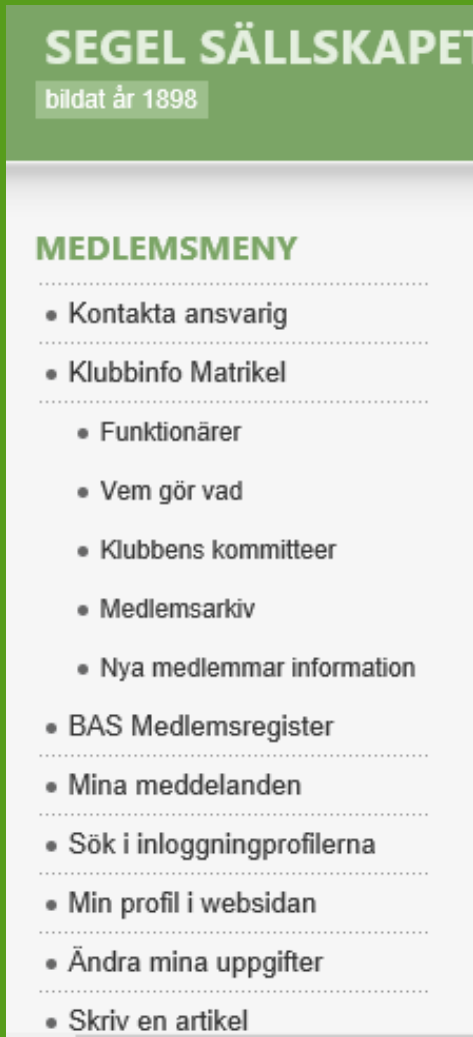 SEGEL SÄLLSKAPET
bildat år 1898
MEDLEMSMENY
Kontakta ansvarig
Klubbinfo Matrikel
Funktionärer
Vem gör vad
Klubbens kommitteer
Medlemsarkiv
Nya medlemmar information
BAS Medlemsregister
Mina meddelanden
Sök i inloggningprofilerna
Min profil i websidan
Ändra mina uppgifter
Skriv en artikel